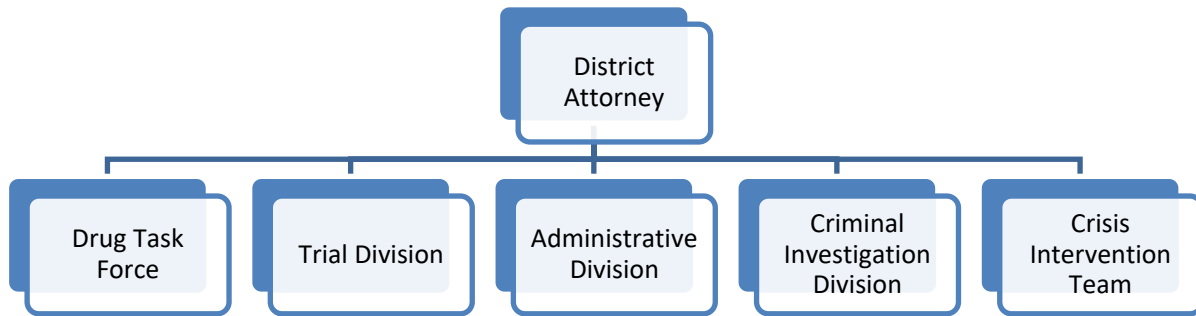 District
Attorney
Drug Task
Force
Trial Division
Administrative
Division
Criminal
Investigation
Division
Crisis
Intervention
Team